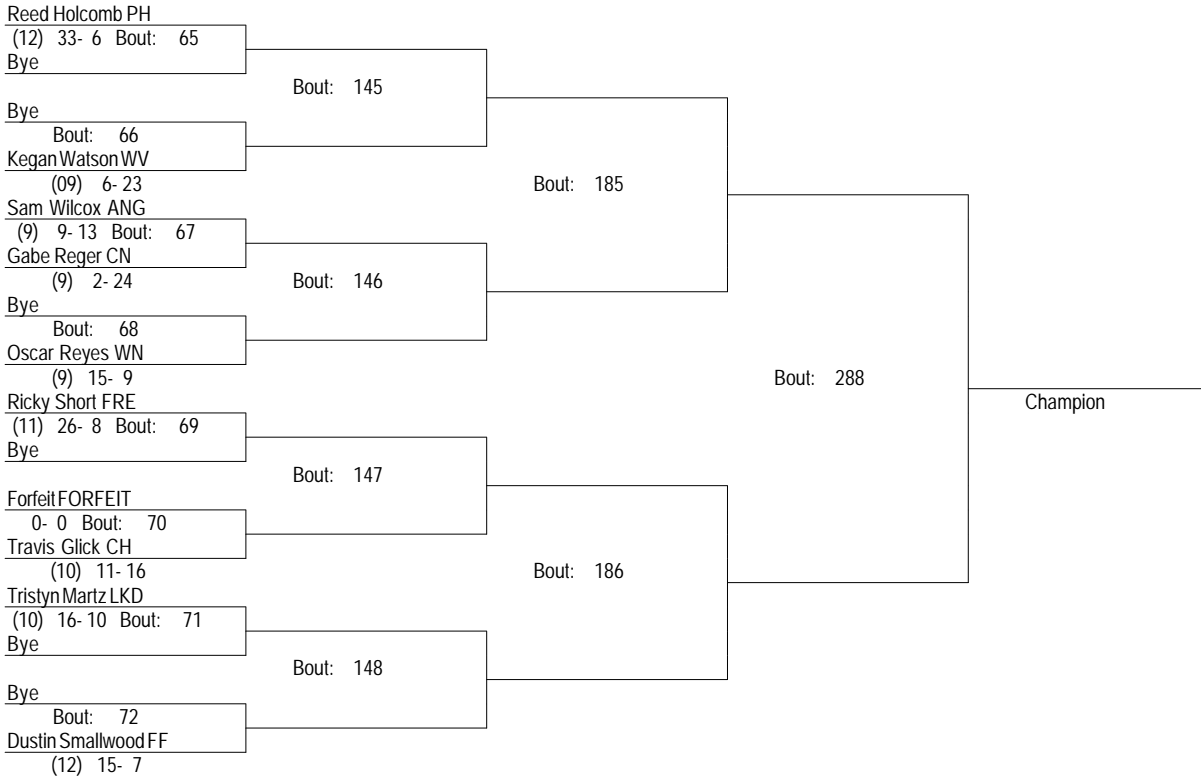 Reed Holcomb PH
(12) 33- 6 Bout: 65
Bye
Bout: 145
Bye
Bout: 66
Kegan Watson WV
(09) 6- 23
Bout: 185
Sam Wilcox ANG
(9) 9- 13 Bout: 67
Gabe Reger CN
(9) 2- 24
Bout: 146
Bye
Bout: 68
Oscar Reyes WN
(9) 15- 9
Bout: 288
Ricky Short FRE
Champion
(11) 26- 8 Bout: 69
Bye
Bout: 147
Forfeit FORFEIT
0- 0 Bout: 70
Travis Glick CH
(10) 11- 16
Bout: 186
Tristyn Martz LKD
(10) 16- 10 Bout: 71
Bye
Bout: 148
Bye
Bout: 72
Dustin Smallwood FF
(12) 15- 7